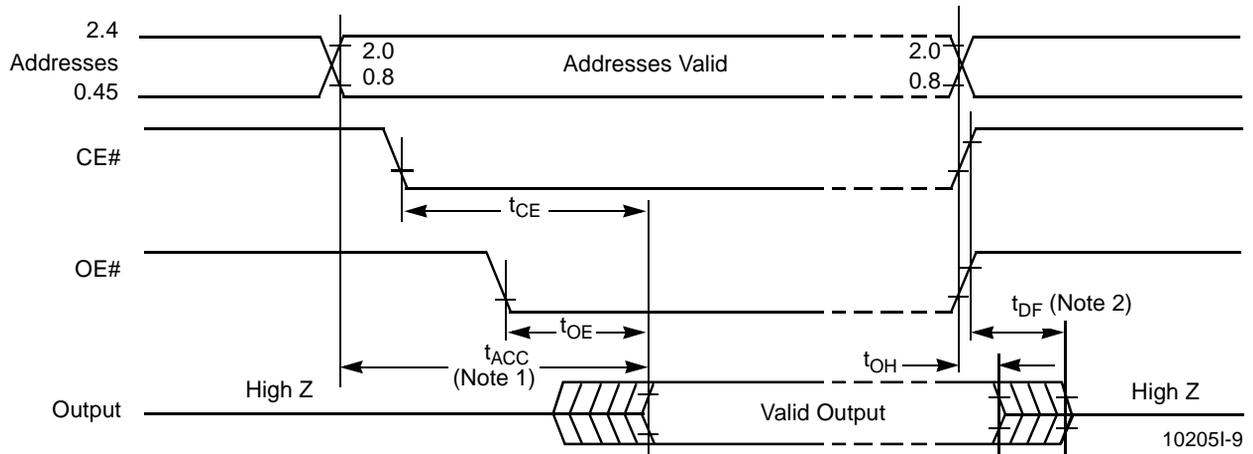 2.4
Addresses
0.45
2.0
0.8
Addresses Valid
2.0
0.8
CE#
tCE
OE#
tOE
tDF (Note 2)
tACC
(Note 1)
tOH
High Z
Output
Valid Output
High Z
10205I-9